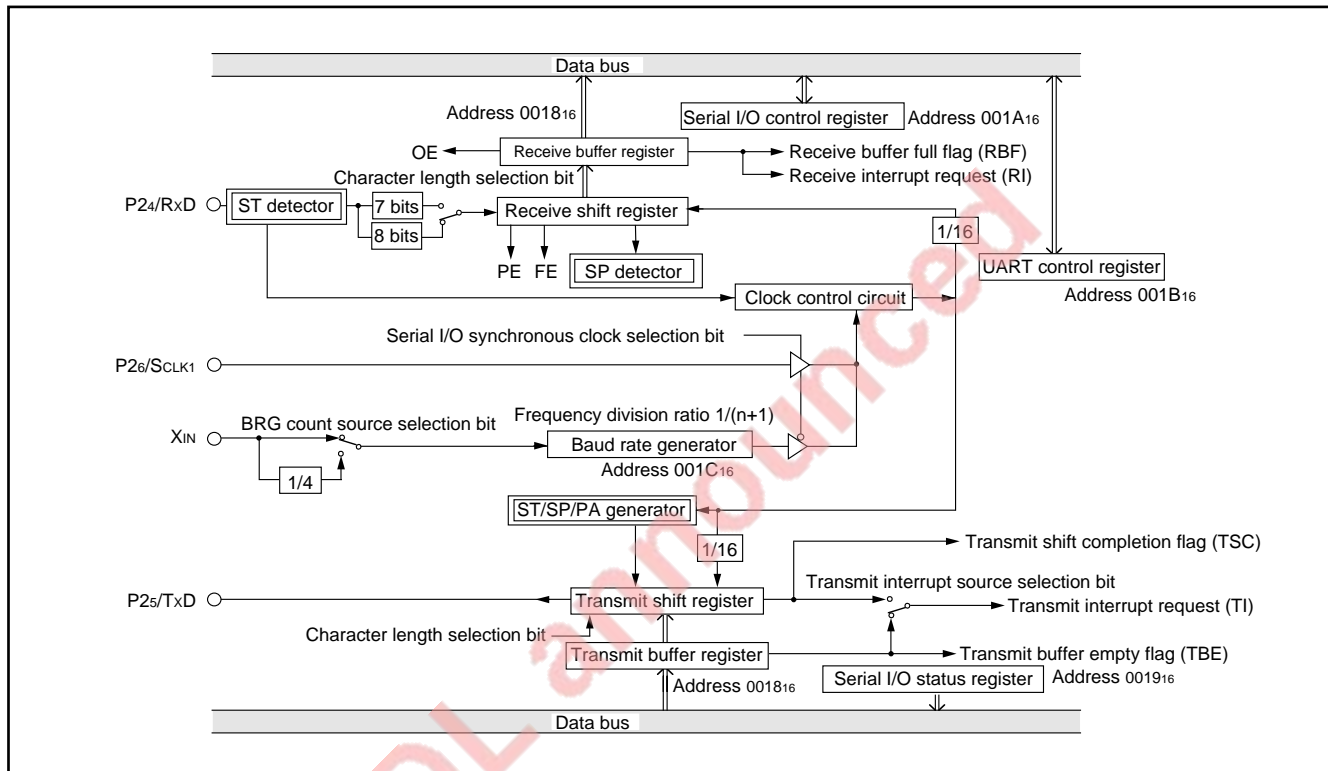 Data bus
Address 001816
Serial I/O control register
Address 001A16
OE
Receive buffer register
Receive buffer full flag (RBF)
Receive interrupt request (RI)
Character length selection bit
P24/RXD
ST detector
7 bits
8 bits
Receive shift register
1/16
PE
FE
SP detector
UART control register
Address 001B16
Clock control circuit
Serial I/O synchronous clock selection bit
P26/SCLK1
XIN
BRG count source selection bit
Frequency division ratio 1/(n+1)
Baud rate generator
Address 001C16
1/4
ST/SP/PA generator
1/16
Transmit shift completion flag (TSC)
Transmit interrupt source selection bit
P25/TXD
Transmit shift register
Transmit interrupt request (TI)
Character length selection bit
Transmit buffer register
Transmit buffer empty flag (TBE)
Address 001816
Serial I/O status register
Address 001916
Data bus
OL announced